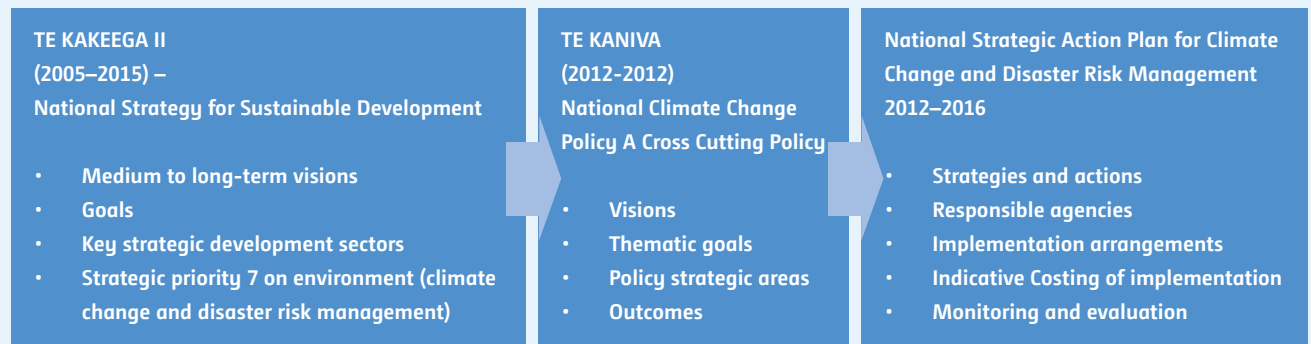 TE KAKEEGA II
(2005–2015) –
National Strategy for Sustainable Development
• Medium to long-term visions
• Goals
• Key strategic development sectors
• Strategic priority 7 on environment (climate
change and disaster risk management)
TE KANIVA
(2012-2012)
National Climate Change
Policy A Cross Cutting Policy
• Visions
• Thematic goals
• Policy strategic areas
• Outcomes
National Strategic Action Plan for Climate
Change and Disaster Risk Management
2012–2016
• Strategies and actions
• Responsible agencies
• Implementation arrangements
• Indicative Costing of implementation
• Monitoring and evaluation